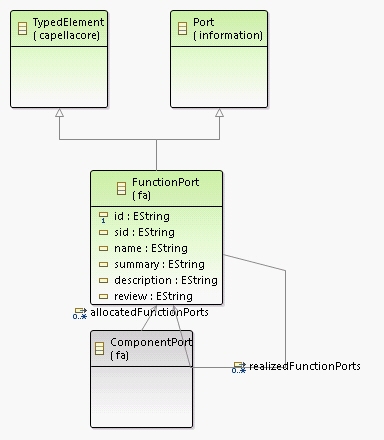 TypedElement
(capellacore)
Port
(information)
FunctionPort
(fa)
1 id : EString
sid : EString
name : EString
summary : EString
description : EString
review : EString
0..* allocatedFunctionPorts
ComponentPort
(fa)
0..* realizedFunctionPorts